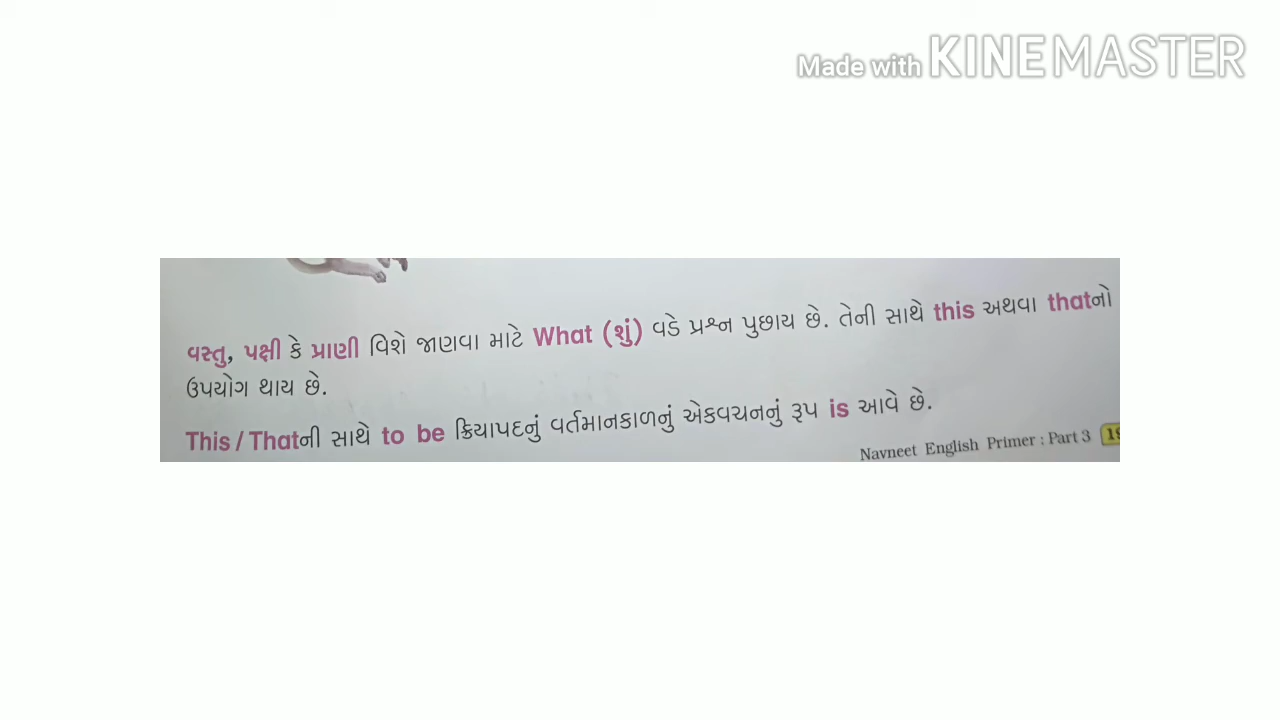 Made with KINEMASTER
વસ્તુ, પક્ષી કે પ્રાણી વિશે જાણવા માટે What (શું) વડે પ્રશ્ન પુછાય છે. તેની સાથે this અથવા thatનો
ઉપયોગ થાય છે.
This / Thatની સાથે to be ક્રિયાપદનું વર્તમાનકાળનું એકવચનનું રૂપ is આવે છે.
Navneet English Primer : Part 3